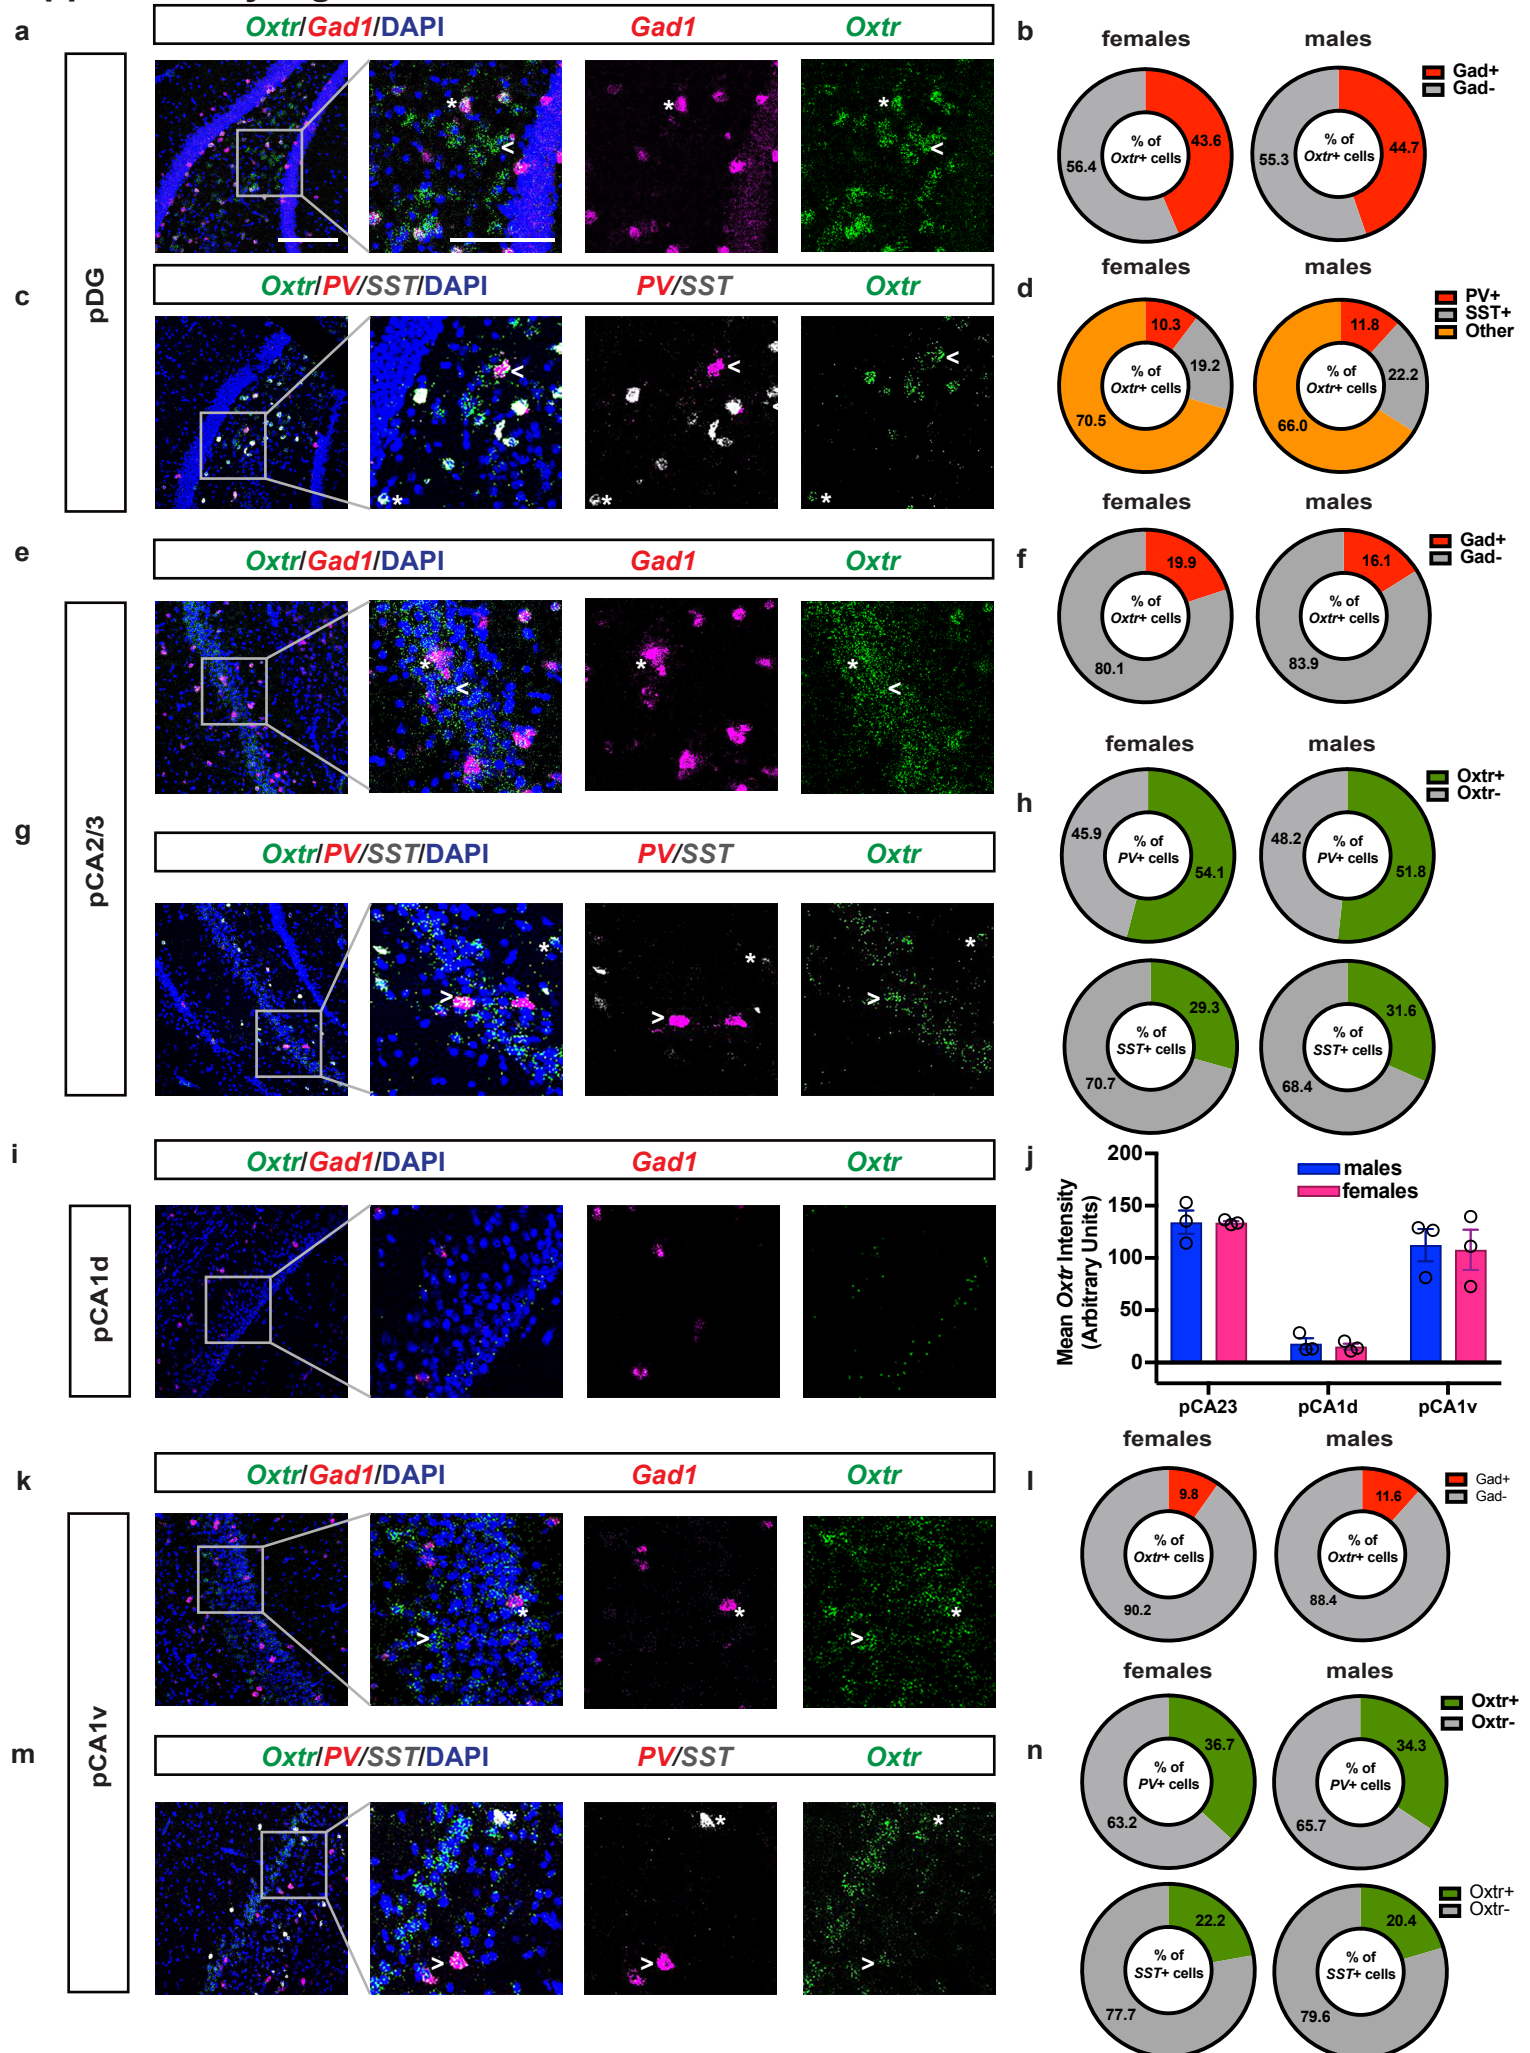 a
Oxtr/Gad1/DAPI
Gad1
Oxtr
pDG
*
<
*
*
<
b
females
males
Gad+
Gad-
% of
Oxtr+ cells
43.6
56.4
% of
Oxtr+ cells
44.7
55.3
c
Oxtr/PV/SST/DAPI
PV/SST
Oxtr
<
*
<
*
<
*
d
females
males
PV+
SST+
Other
10.3
19.2
70.5
% of
Oxtr+ cells
11.8
22.2
66.0
% of
Oxtr+ cells
e
Oxtr/Gad1/DAPI
Gad1
Oxtr
pCA2/3
*
<
*
*
<
f
females
males
Gad+
Gad-
19.9
80.1
% of
Oxtr+ cells
16.1
83.9
% of
Oxtr+ cells
g
Oxtr/PV/SST/DAPI
PV/SST
Oxtr
*
>
*
>
*
>
h
females
males
Oxtr+
Oxtr-
45.9
54.1
% of
PV+ cells
48.2
51.8
% of
PV+ cells
29.3
70.7
% of
SST+ cells
31.6
68.4
% of
SST+ cells
i
Oxtr/Gad1/DAPI
Gad1
Oxtr
pCA1d
j
Mean Oxtr Intensity
(Arbitrary Units)
200
150
100
50
0
males
females
pCA23
pCA1d
pCA1v
k
Oxtr/Gad1/DAPI
Gad1
Oxtr
pCA1v
*
>
*
*
>
l
females
males
Gad+
Gad-
9.8
90.2
% of
Oxtr+ cells
11.6
88.4
% of
Oxtr+ cells
m
Oxtr/PV/SST/DAPI
PV/SST
Oxtr
*
>
*
>
*
>
n
females
males
Oxtr+
Oxtr-
36.7
63.2
% of
PV+ cells
34.3
65.7
% of
PV+ cells
Oxtr+
Oxtr-
22.2
77.7
% of
SST+ cells
20.4
79.6
% of
SST+ cells